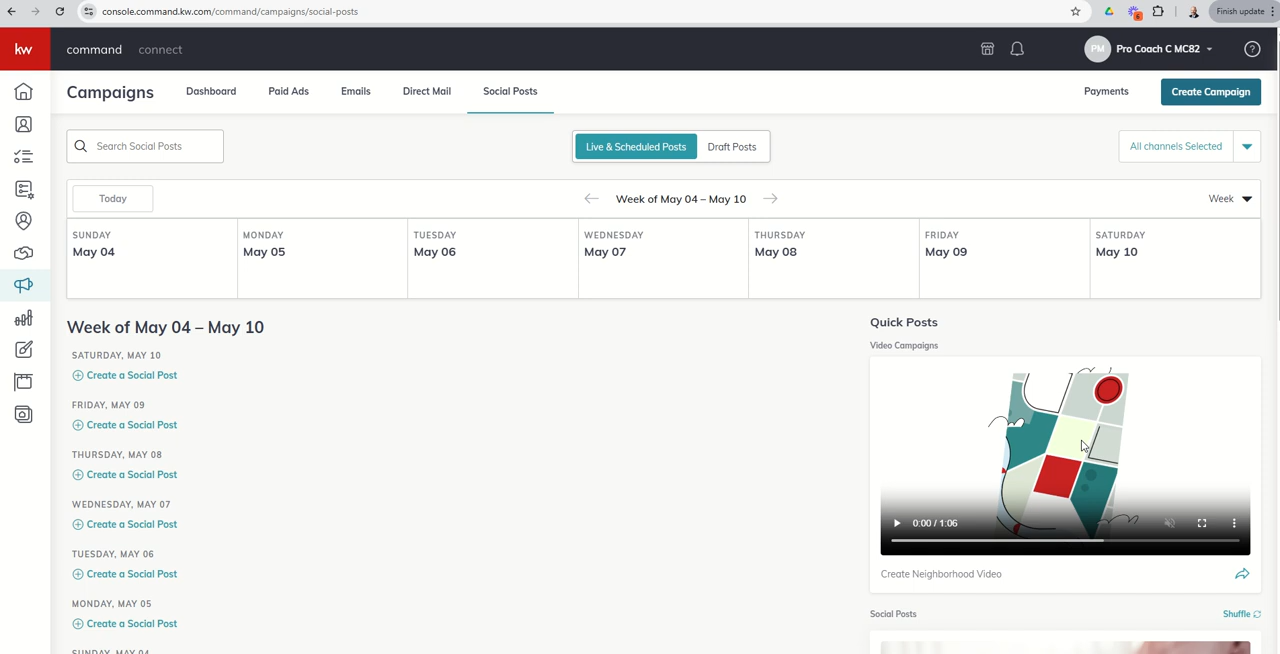 console.command.kw.com/command/campaigns/social-posts
6
Finish update
kw
command
connect
PM
Pro Coach C MC82
?
Campaigns
Dashboard
Paid Ads
Emails
Direct Mail
Social Posts
Payments
Create Campaign
Search Social Posts
Live & Scheduled Posts
Draft Posts
All channels Selected
Today
Week of May 04 – May 10
Week
SUNDAY
May 04
MONDAY
May 05
TUESDAY
May 06
WEDNESDAY
May 07
THURSDAY
May 08
FRIDAY
May 09
SATURDAY
May 10
Week of May 04 – May 10
SATURDAY, MAY 10
Create a Social Post
FRIDAY, MAY 09
Create a Social Post
THURSDAY, MAY 08
Create a Social Post
WEDNESDAY, MAY 07
Create a Social Post
TUESDAY, MAY 06
Create a Social Post
MONDAY, MAY 05
Create a Social Post
SUNDAY, MAY 04
Quick Posts
Video Campaigns
0:00 / 1:06
Create Neighborhood Video
Social Posts
Shuffle